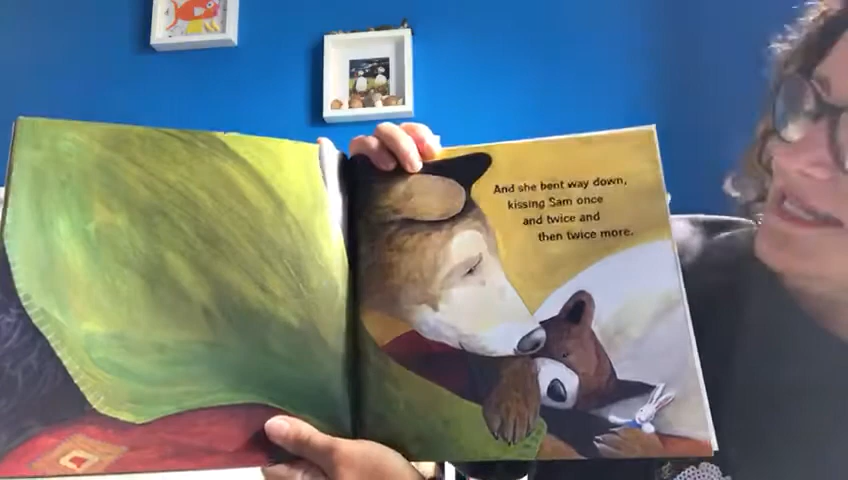 And she bent way down,
kissing Sam once
and twice and
then twice more.